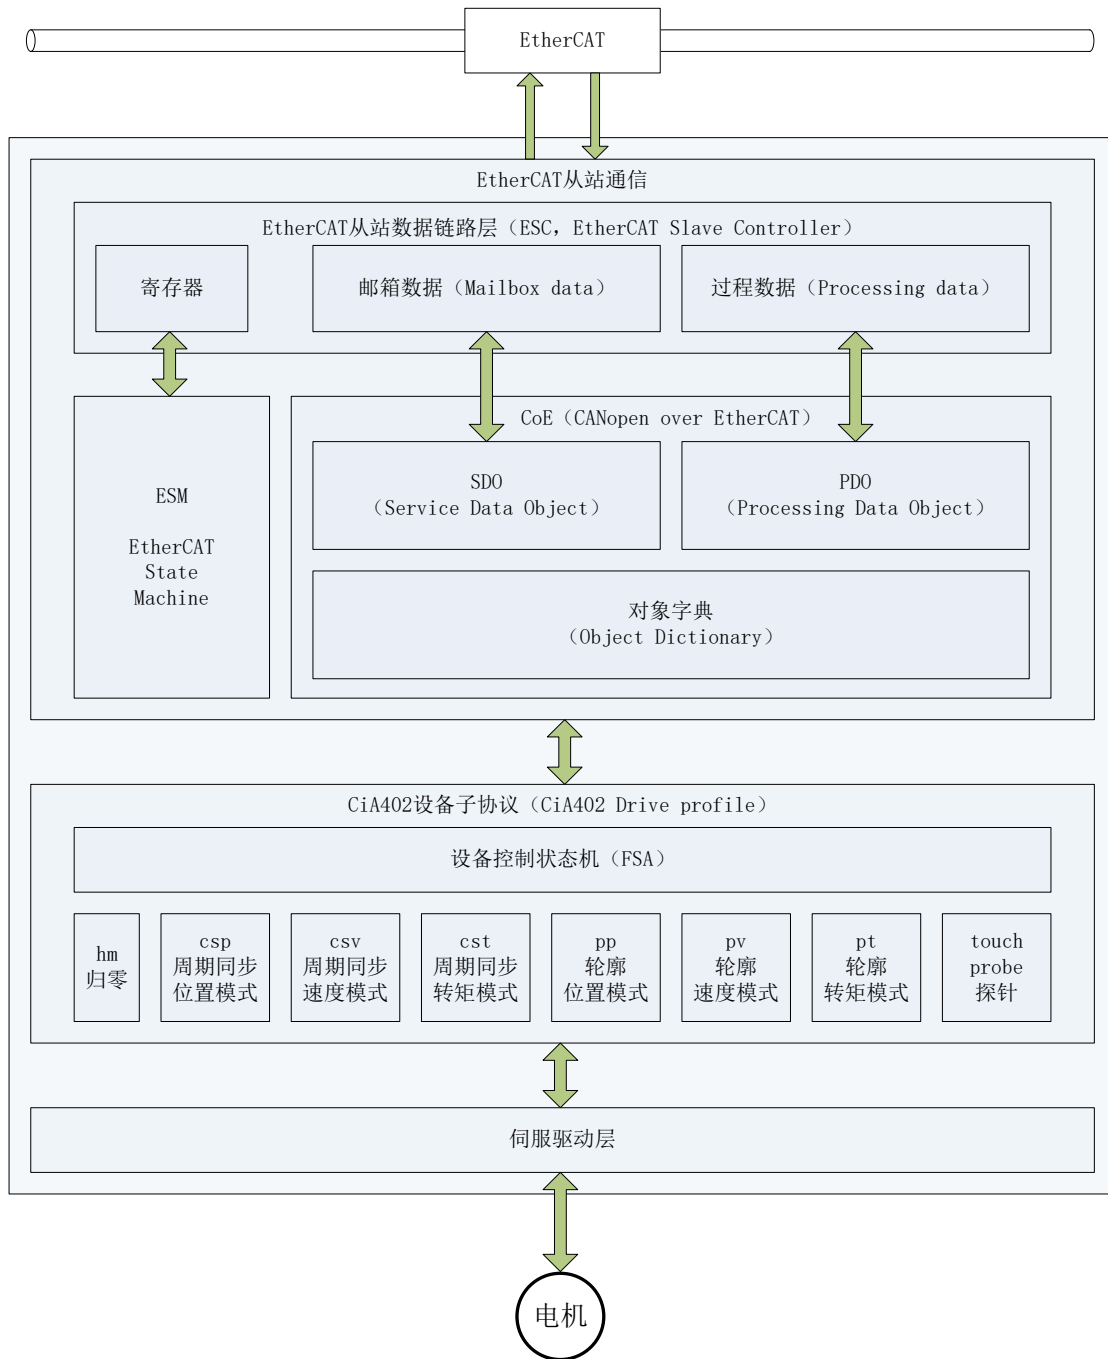 EtherCAT
EtherCAT从站通信
EtherCAT从站数据链路层（ESC，EtherCAT Slave Controller）
寄存器
邮箱数据（Mailbox data）
过程数据（Processing data）
ESM
EtherCAT
State
Machine
CoE（CANopen over EtherCAT）
SDO
（Service Data Object）
PDO
（Processing Data Object）
对象字典
（Object Dictionary）
CiA402设备子协议（CiA402 Drive profile）
设备控制状态机（FSA）
hm
归零
csp
周期同步
位置模式
csv
周期同步
速度模式
cst
周期同步
转矩模式
pp
轮廓
位置模式
pv
轮廓
速度模式
pt
轮廓
转矩模式
touch
probe
探针
伺服驱动层
电机